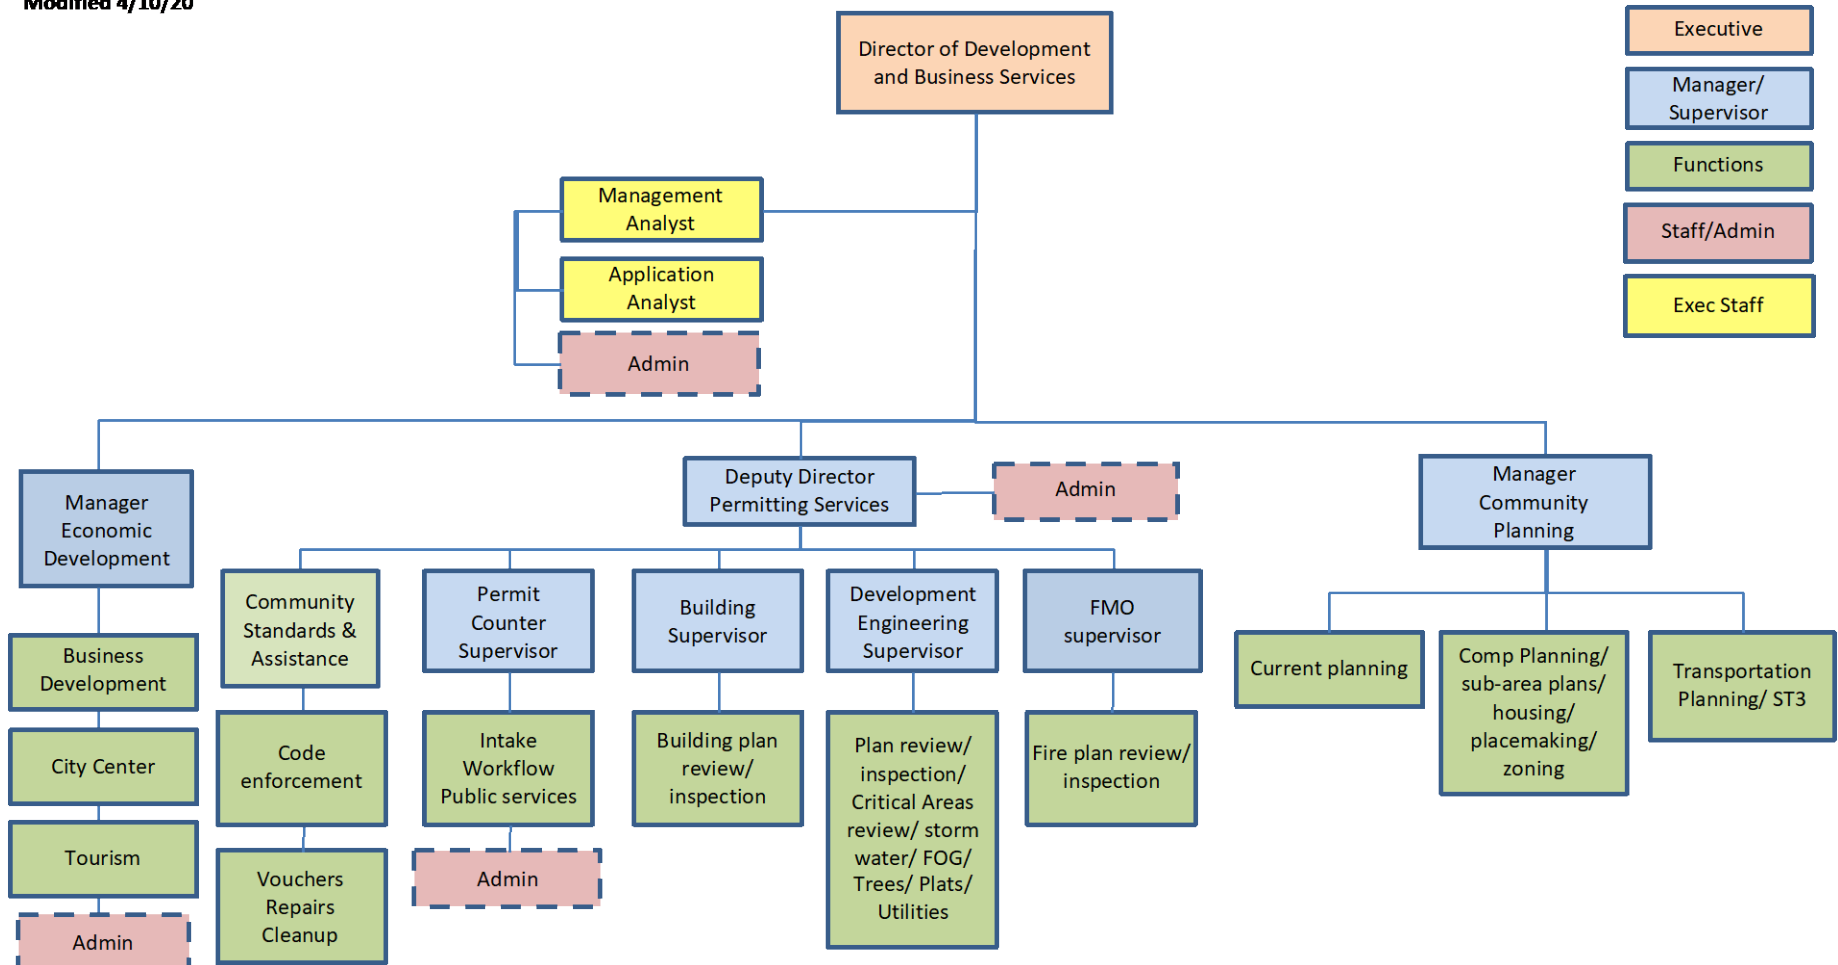 Modified 4/10/20
Director of Development
and Business Services
Executive
Manager/
Supervisor
Functions
Staff/Admin
Exec Staff
Management
Analyst
Application
Analyst
Admin
Manager
Economic
Development
Deputy Director
Permitting Services
Admin
Manager
Community
Planning
Business
Development
City Center
Tourism
Admin
Community
Standards &
Assistance
Code
enforcement
Vouchers
Repairs
Cleanup
Permit
Counter
Supervisor
Intake
Workflow
Public services
Admin
Building
Supervisor
Building plan
review/
inspection
Development
Engineering
Supervisor
Plan review/
inspection/
Critical Areas
review/ storm
water/ FOG/
Trees/ Plats/
Utilities
FMO
supervisor
Fire plan review/
inspection
Current planning
Comp Planning/
sub-area plans/
housing/
placemaking/
zoning
Transportation
Planning/ ST3